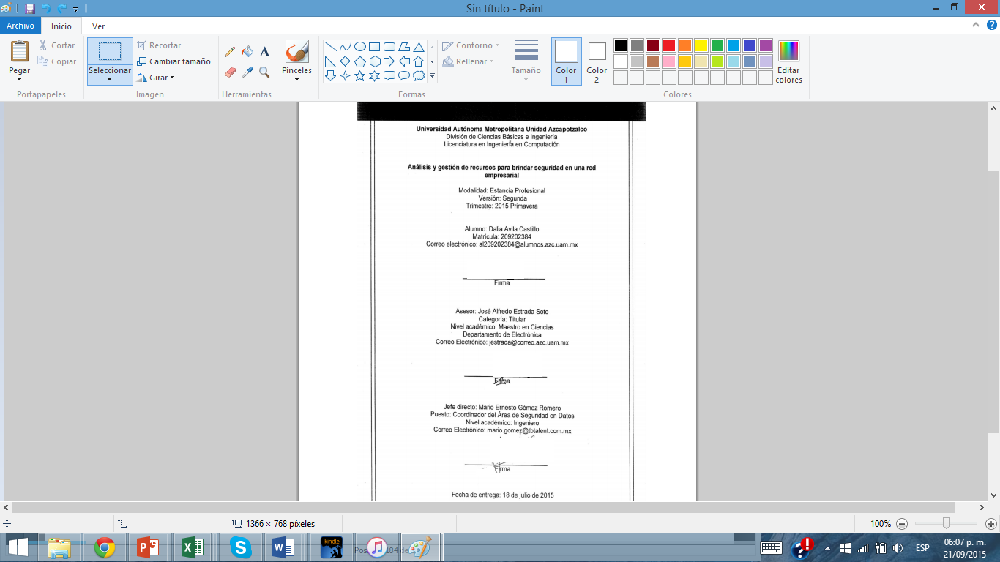 Sin título - Paint
Archivo
Inicio
Ver
Pegar
Cortar
Copiar
Portapapeles
Seleccionar
Recortar
Cambiar tamaño
Girar
Imagen
Herramientas
Pinceles
Contorno
Rellenar
Formas
Tamaño
Color 1
Color 2
Editar colores
Colores
Universidad Autónoma Metropolitana Unidad Azcapotzalco
División de Ciencias Básicas e Ingeniería
Licenciatura en Ingeniería en Computación
Análisis y gestión de recursos para brindar seguridad en una red
empresarial
Modalidad: Estancia Profesional
Versión: Segunda
Trimestre: 2015 Primavera
Alumno: Dalia Avila Castillo
Matrícula: 209202384
Correo electrónico: al209202384@alumnos.azc.uam.mx
Firma
Asesor: José Alfredo Estrada Soto
Categoría: Titular
Nivel académico: Maestro en Ciencias
Departamento de Electrónica
Correo Electrónico: jestrada@correo.azc.uam.mx
Firma
Jefe directo: Mario Ernesto Gómez Romero
Puesto: Coordinador del Área de Seguridad en Datos
Nivel académico: Ingeniero
Correo Electrónico: mario.gomez@tbtalent.com.mx
Firma
Fecha de entrega: 18 de julio de 2015
1366 × 768 píxeles
100%
kindle
184 de
ESP
06:07 p. m.
21/09/2015